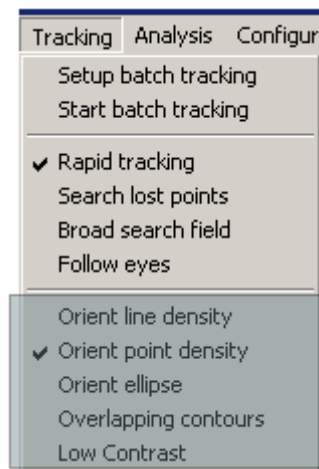 Tracking Analysis Configur
Setup batch tracking
Start batch tracking
✓ Rapid tracking
Search lost points
Broad search field
Follow eyes
Orient line density
✓ Orient point density
Orient ellipse
Overlapping contours
Low Contrast